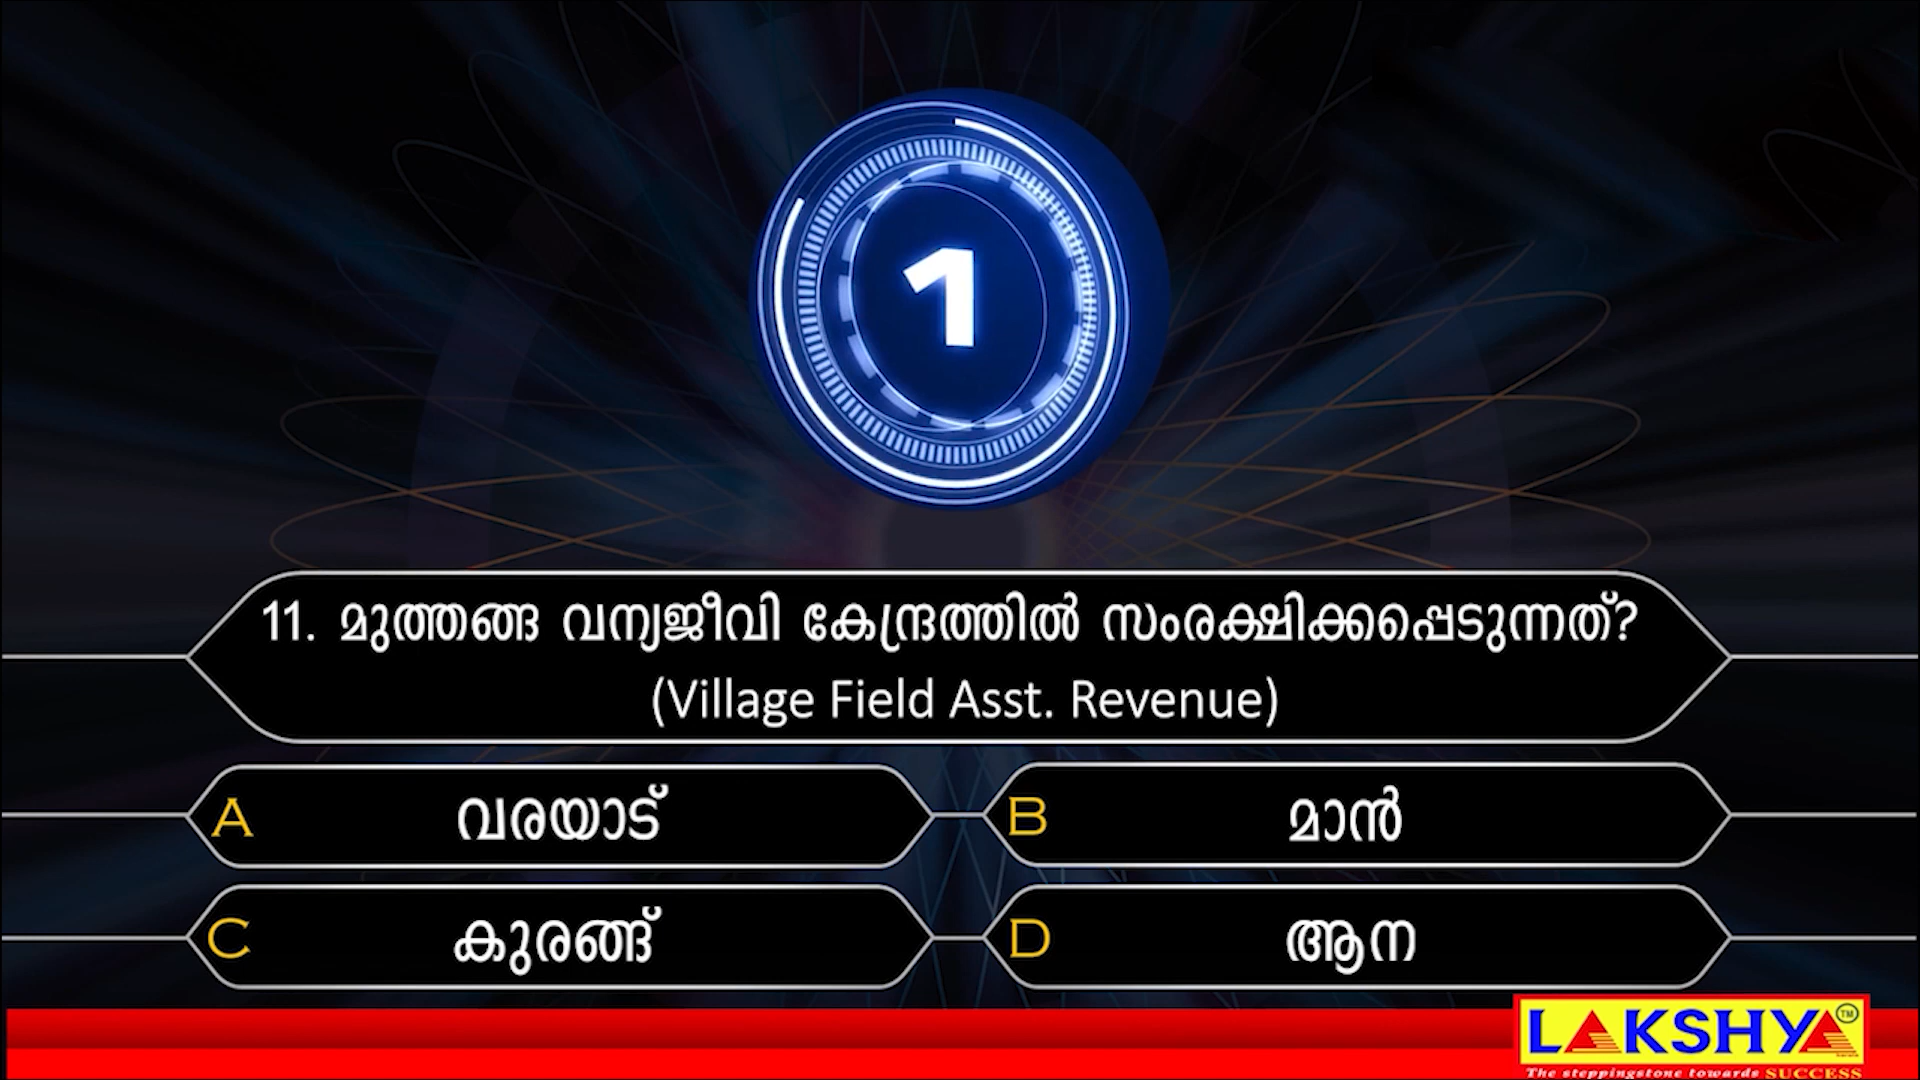 1
11. മുത്തങ്ങ വന്യജീവി കേന്ദ്രത്തിൽ സംരക്ഷിക്കപ്പെടുന്നത്?
(Village Field Asst. Revenue)
A വരയാട്
B മാൻ
C കുരങ്ങ്
D ആന
LAKSHYA TM
The steppingstone towards SUCCESS